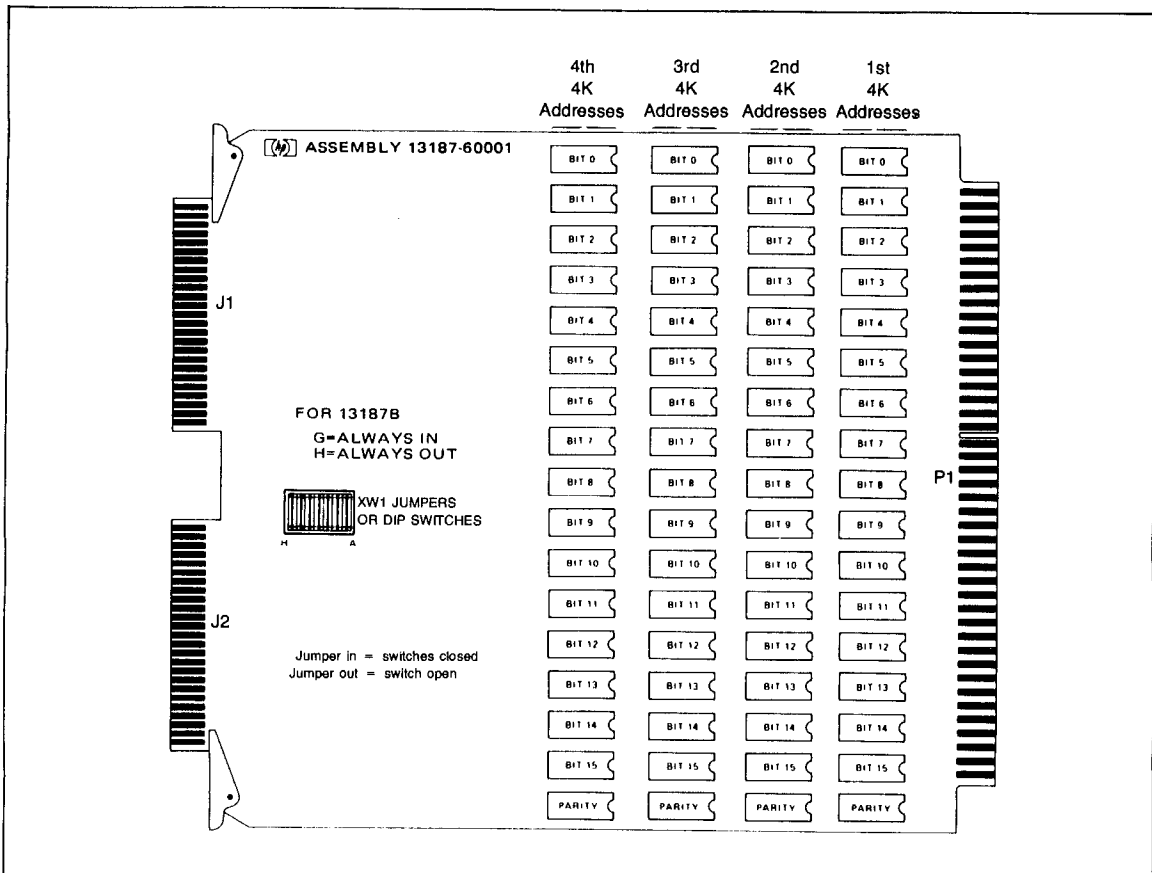 4th 3rd 2nd 1st
4K 4K 4K 4K
Addresses Addresses Addresses Addresses
hp ASSEMBLY 13187-60001
BIT 0 BIT 0 BIT 0 BIT 0
BIT 1 BIT 1 BIT 1 BIT 1
BIT 2 BIT 2 BIT 2 BIT 2
BIT 3 BIT 3 BIT 3 BIT 3
J1
BIT 4 BIT 4 BIT 4 BIT 4
BIT 5 BIT 5 BIT 5 BIT 5
BIT 6 BIT 6 BIT 6 BIT 6
FOR 13187B
G=ALWAYS IN
H=ALWAYS OUT
BIT 7 BIT 7 BIT 7 BIT 7
BIT 8 BIT 8 BIT 8 BIT 8
P1
XW1 JUMPERS
OR DIP SWITCHES
H A
BIT 9 BIT 9 BIT 9 BIT 9
BIT 10 BIT 10 BIT 10 BIT 10
BIT 11 BIT 11 BIT 11 BIT 11
J2
BIT 12 BIT 12 BIT 12 BIT 12
Jumper in = switches closed
Jumper out = switch open
BIT 13 BIT 13 BIT 13 BIT 13
BIT 14 BIT 14 BIT 14 BIT 14
BIT 15 BIT 15 BIT 15 BIT 15
PARITY PARITY PARITY PARITY